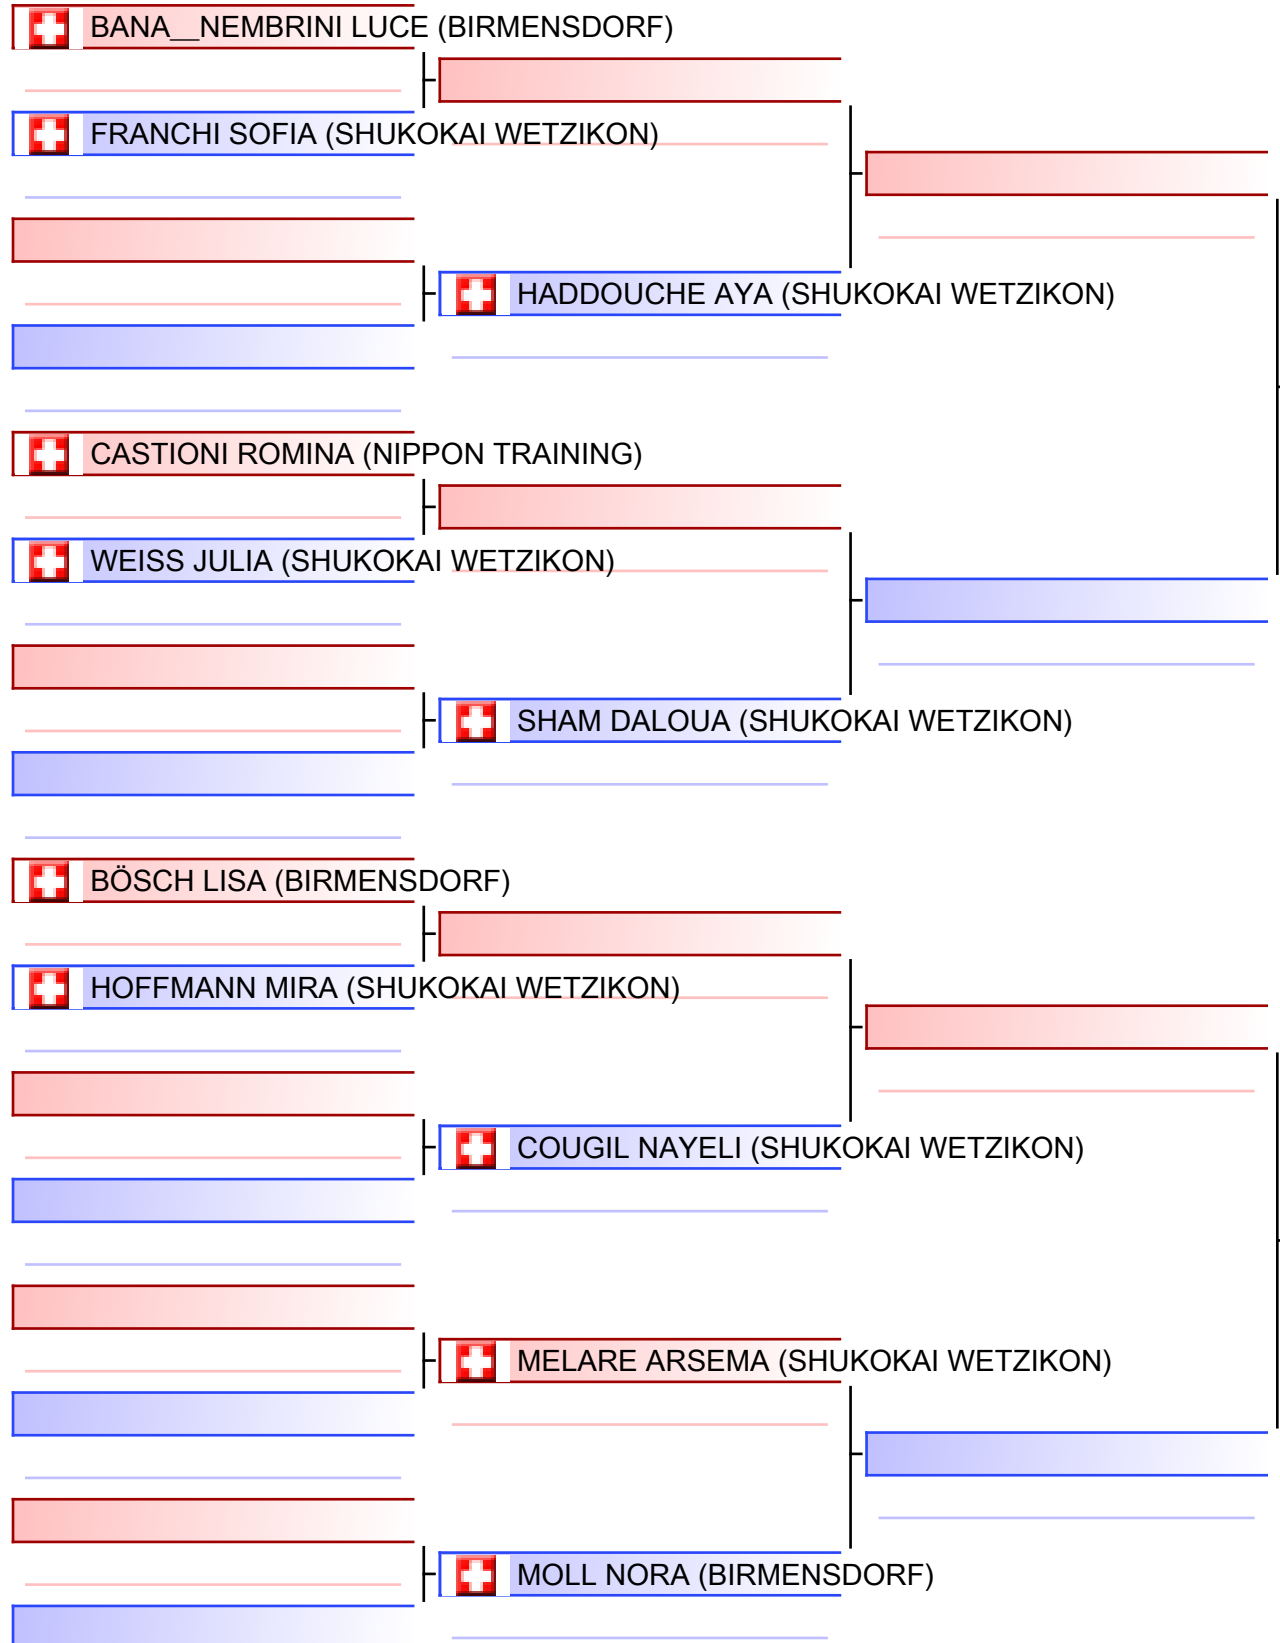 BANA__NEMBRINI LUCE (BIRMENSDORF)
FRANCHI SOFIA (SHUKOKAI WETZIKON)
HADDOUCHE AYA (SHUKOKAI WETZIKON)
CASTIONI ROMINA (NIPPON TRAINING)
WEISS JULIA (SHUKOKAI WETZIKON)
SHAM DALOUA (SHUKOKAI WETZIKON)
BÖSCH LISA (BIRMENSDORF)
HOFFMANN MIRA (SHUKOKAI WETZIKON)
COUGIL NAYELI (SHUKOKAI WETZIKON)
MELARE ARSEMA (SHUKOKAI WETZIKON)
MOLL NORA (BIRMENSDORF)